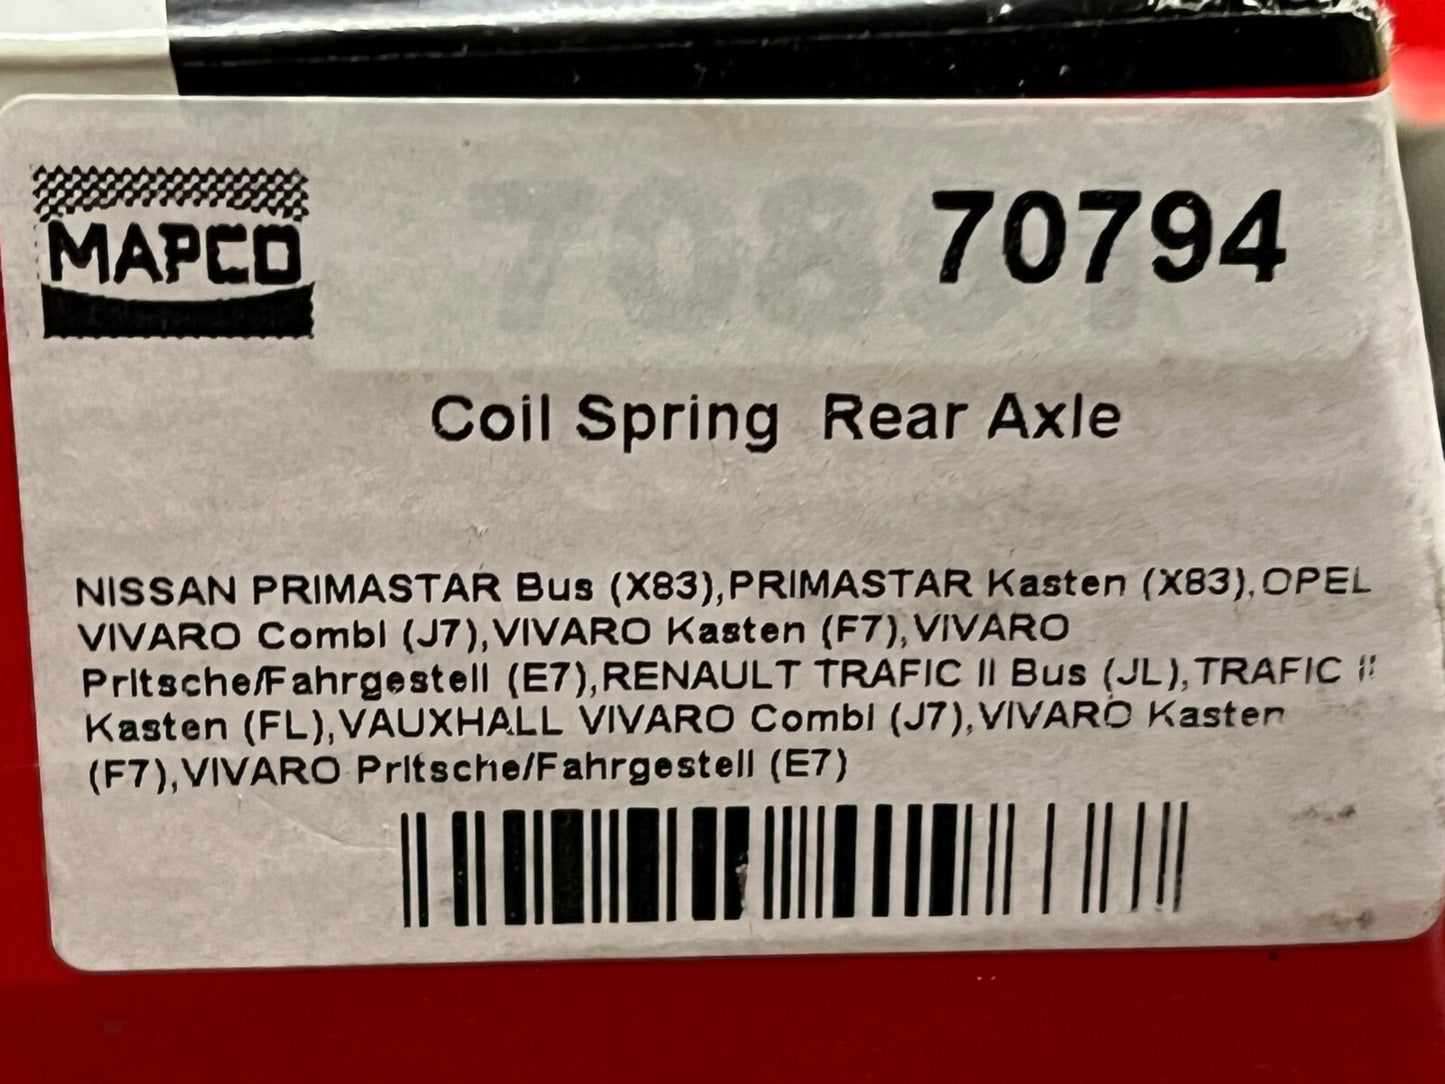 MAPCO
70794
Coil Spring Rear Axle
NISSAN PRIMASTAR Bus (X83),PRIMASTAR Kasten (X83),OPEL
VIVARO Combi (J7),VIVARO Kasten (F7),VIVARO
Pritsche/Fahrgestell (E7),RENAULT TRAFIC II Bus (JL),TRAFIC II
Kasten (FL),VAUXHALL VIVARO Combi (J7),VIVARO Kasten
(F7),VIVARO Pritsche/Fahrgestell (E7)